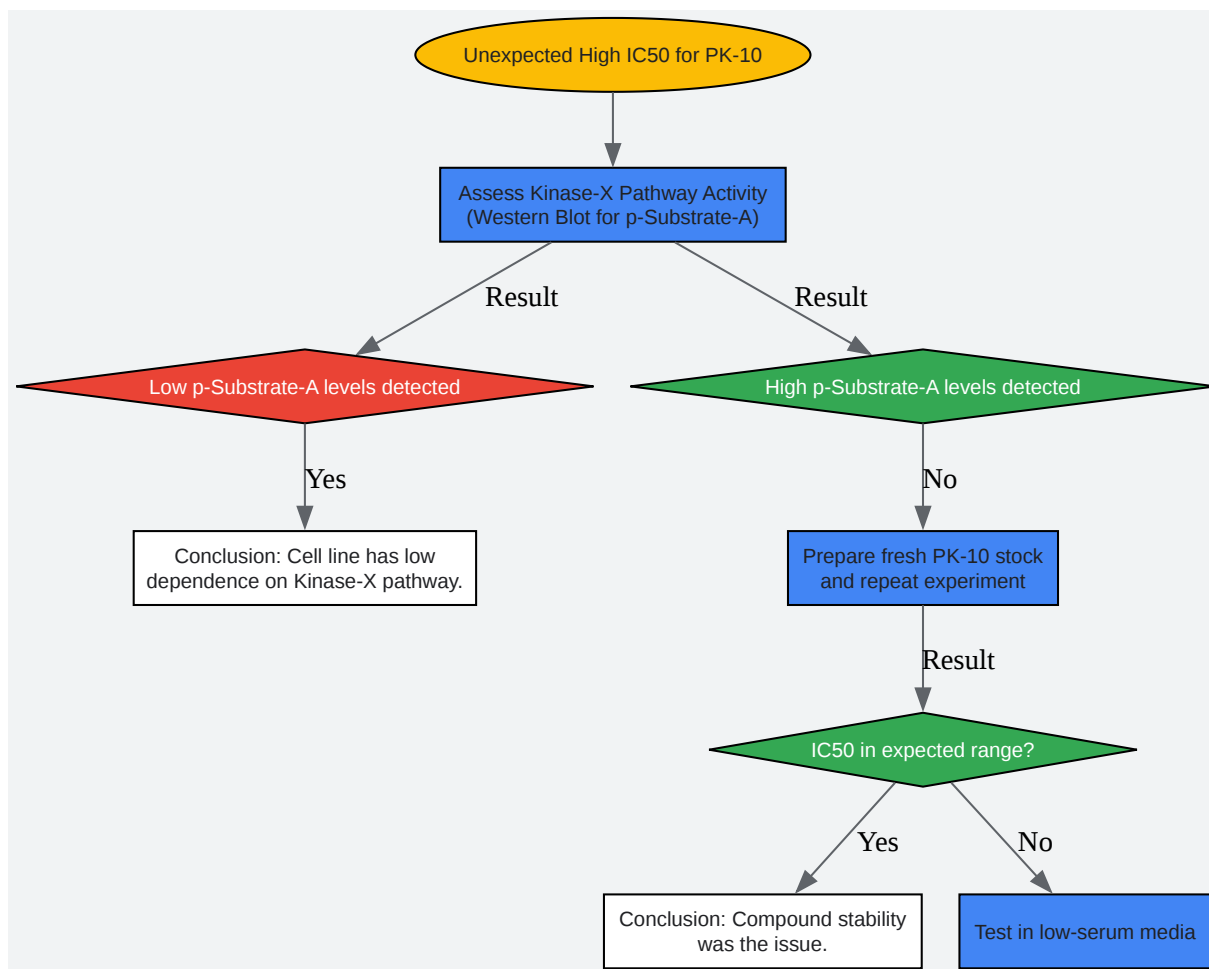 Unexpected High IC50 for PK-10
Assess Kinase-X Pathway Activity
(Western Blot for p-Substrate-A)
Result
Result
Low p-Substrate-A levels detected
High p-Substrate-A levels detected
Yes
No
Conclusion: Cell line has low
dependence on Kinase-X pathway.
Prepare fresh PK-10 stock
and repeat experiment
Result
IC50 in expected range?
Yes
No
Conclusion: Compound stability
was the issue.
Test in low-serum media